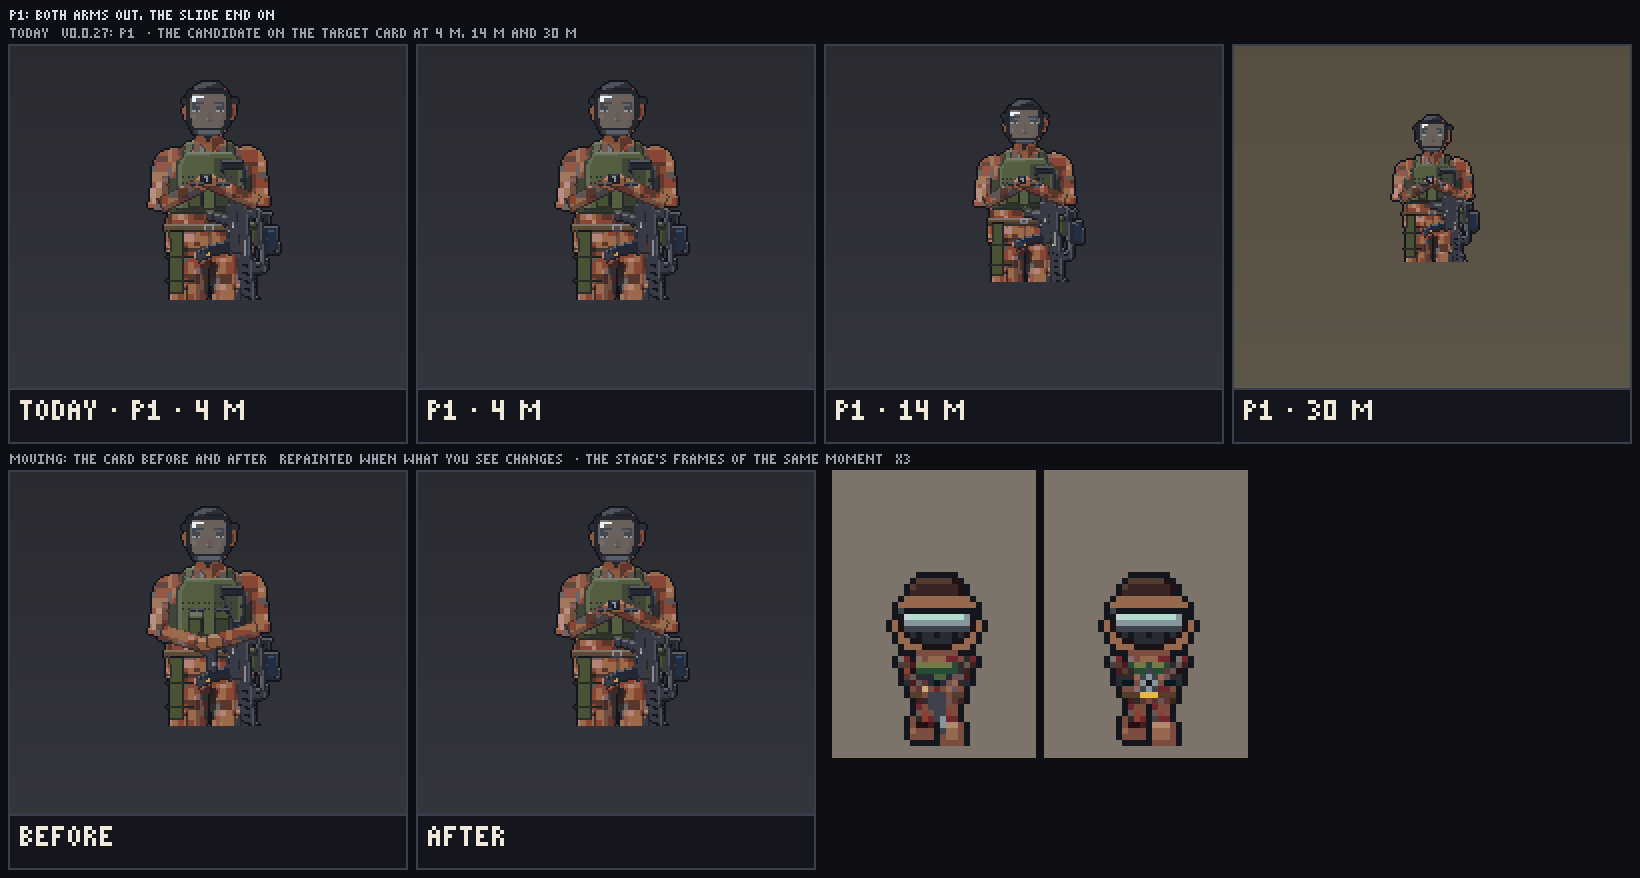 P1: BOTH ARMS OUT, THE SLIDE END ON
TODAY V0.0.27: P1 · THE CANDIDATE ON THE TARGET CARD AT 4 M, 14 M AND 30 M
TODAY · P1 · 4 M
P1 · 4 M
P1 · 14 M
P1 · 30 M
MOVING: THE CARD BEFORE AND AFTER REPAINTED WHEN WHAT YOU SEE CHANGES · THE STAGE'S FRAMES OF THE SAME MOMENT X3
BEFORE
AFTER